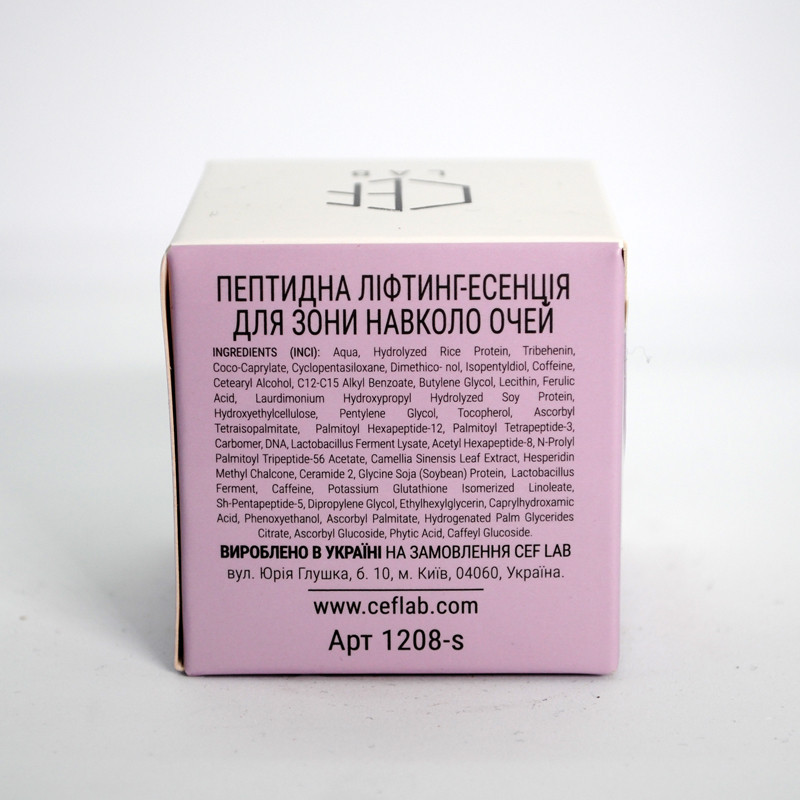 CEF
LAB
ПЕПТИДНА ЛІФТИНГ-ЕСЕНЦІЯ
ДЛЯ ЗОНИ НАВКОЛО ОЧЕЙ
INGREDIENTS (INCI): Aqua, Hydrolyzed Rice Protein, Tribehenin,
Coco-Caprylate, Cyclopentasiloxane, Dimethico- nol, Isopentyldiol, Coffeine,
Cetearyl Alcohol, C12-C15 Alkyl Benzoate, Butylene Glycol, Lecithin, Ferulic
Acid, Laurdimonium Hydroxypropyl Hydrolyzed Soy Protein,
Hydroxyethylcellulose, Pentylene Glycol, Tocopherol, Ascorbyl
Tetraisopalmitate, Palmitoyl Hexapeptide-12, Palmitoyl Tetrapeptide-3,
Carbomer, DNA, Lactobacillus Ferment Lysate, Acetyl Hexapeptide-8, N-Prolyl
Palmitoyl Tripeptide-56 Acetate, Camellia Sinensis Leaf Extract, Hesperidin
Methyl Chalcone, Ceramide 2, Glycine Soja (Soybean) Protein, Lactobacillus
Ferment, Caffeine, Potassium Glutathione Isomerized Linoleate,
Sh-Pentapeptide-5, Dipropylene Glycol, Ethylhexylglycerin, Caprylhydroxamic
Acid, Phenoxyethanol, Ascorbyl Palmitate, Hydrogenated Palm Glycerides
Citrate, Ascorbyl Glucoside, Phytic Acid, Caffeyl Glucoside.
ВИРОБЛЕНО В УКРАЇНІ НА ЗАМОВЛЕННЯ CEF LAB
вул. Юрія Глушка, б. 10, м. Київ, 04060, Україна.
www.ceflab.com
Арт 1208-s